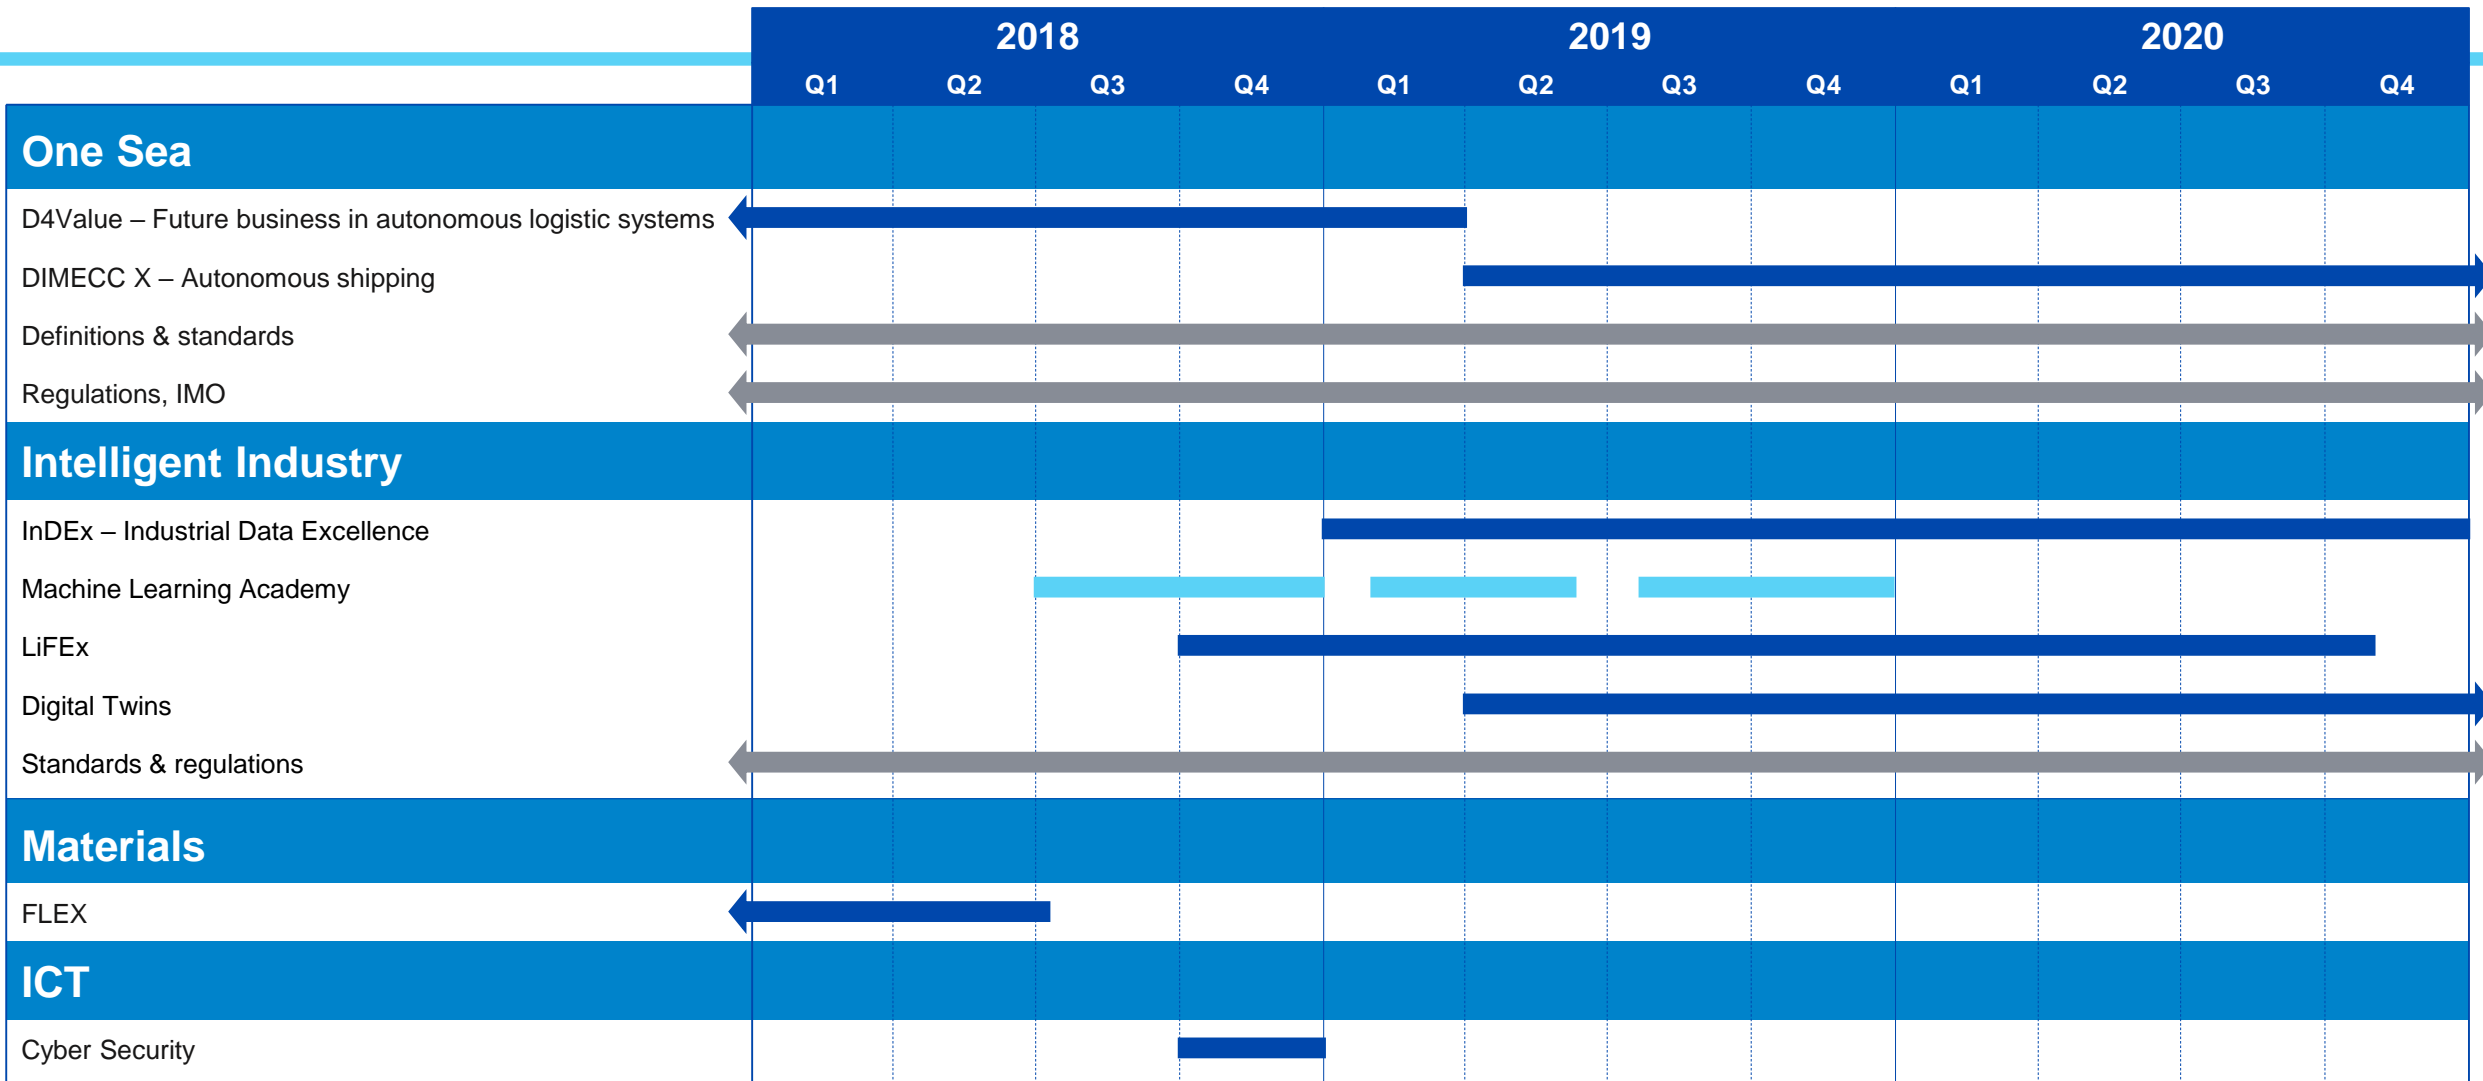 2018 2019 2020
Q1 Q2 Q3 Q4 Q1 Q2 Q3 Q4 Q1 Q2 Q3 Q4
One Sea
D4Value – Future business in autonomous logistic systems
DIMECC X – Autonomous shipping
Definitions & standards
Regulations, IMO
Intelligent Industry
InDEx – Industrial Data Excellence
Machine Learning Academy
LiFEx
Digital Twins
Standards & regulations
Materials
FLEX
ICT
Cyber Security